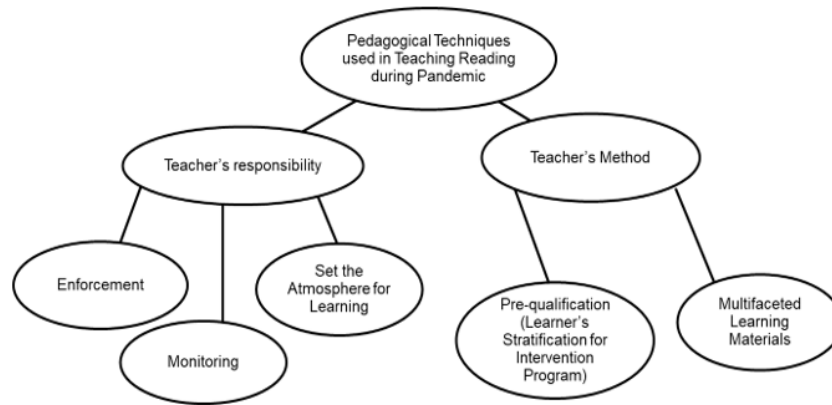 Pedagogical Techniques
used in Teaching Reading
during Pandemic
Teacher's responsibility
Teacher's Method
Enforcement
Monitoring
Set the
Atmosphere for
Learning
Pre-qualification
(Learner's
Stratification for
Intervention
Program)
Multifaceted
Learning
Materials